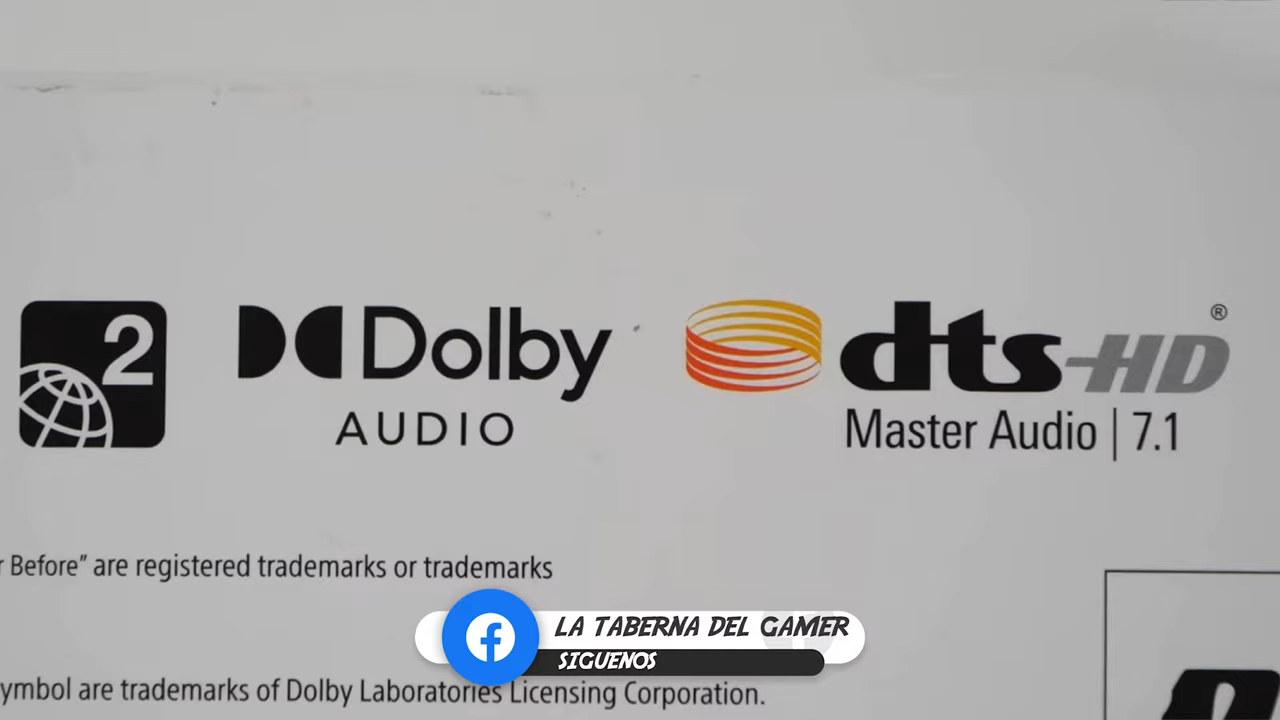 2
Dolby
AUDIO
dts-HD®
Master Audio | 7.1
Before” are registered trademarks or trademarks
LA TABERNA DEL GAMER
SIGUENOS
are trademarks of Dolby Laboratories Licensing Corporation.